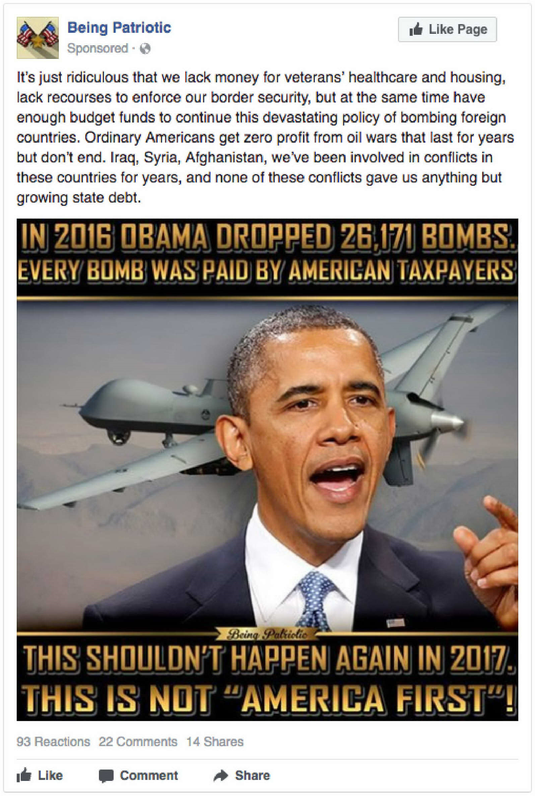 Being Patriotic
Like Page
Sponsored ·
It's just ridiculous that we lack money for veterans' healthcare and housing,
lack recourses to enforce our border security, but at the same time have
enough budget funds to continue this devastating policy of bombing foreign
countries. Ordinary Americans get zero profit from oil wars that last for years
but don't end. Iraq, Syria, Afghanistan, we've been involved in conflicts in
these countries for years, and none of these conflicts gave us anything but
growing state debt.
IN 2016 OBAMA DROPPED 26,171 BOMBS.
EVERY BOMB WAS PAID BY AMERICAN TAXPAYERS
Being Patriotic
THIS SHOULDN'T HAPPEN AGAIN IN 2017.
THIS IS NOT "AMERICA FIRST"!
93 Reactions 22 Comments 14 Shares
Like Comment Share